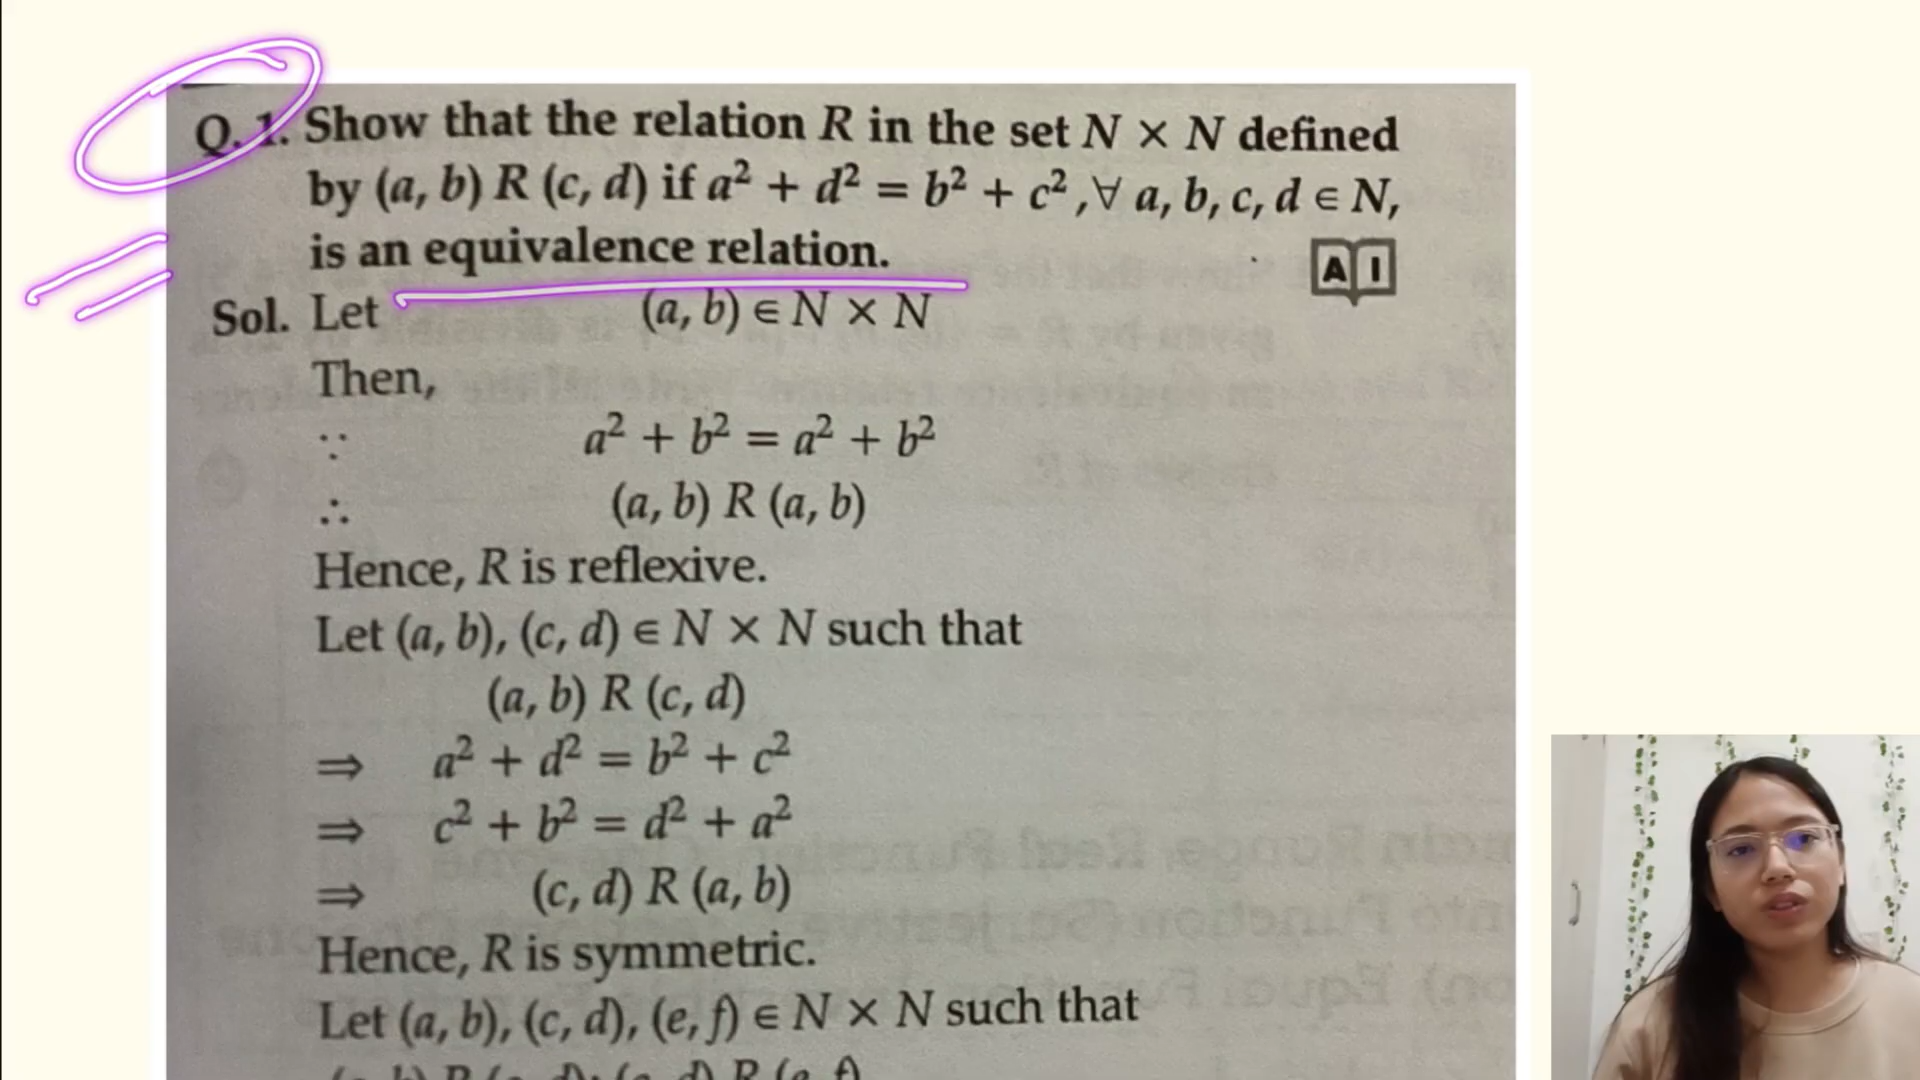 Q. 1. Show that the relation R in the set N × N defined
by (a, b) R (c, d) if a² + d² = b² + c² ,∀ a, b, c, d ∈ N,
is an equivalence relation.
A I
Sol. Let (a, b) ∈ N × N
Then,
∵ a² + b² = a² + b²
∴ (a, b) R (a, b)
Hence, R is reflexive.
Let (a, b), (c, d) ∈ N × N such that
(a, b) R (c, d)
⇒ a² + d² = b² + c²
⇒ c² + b² = d² + a²
⇒ (c, d) R (a, b)
Hence, R is symmetric.
Let (a, b), (c, d), (e, f) ∈ N × N such that